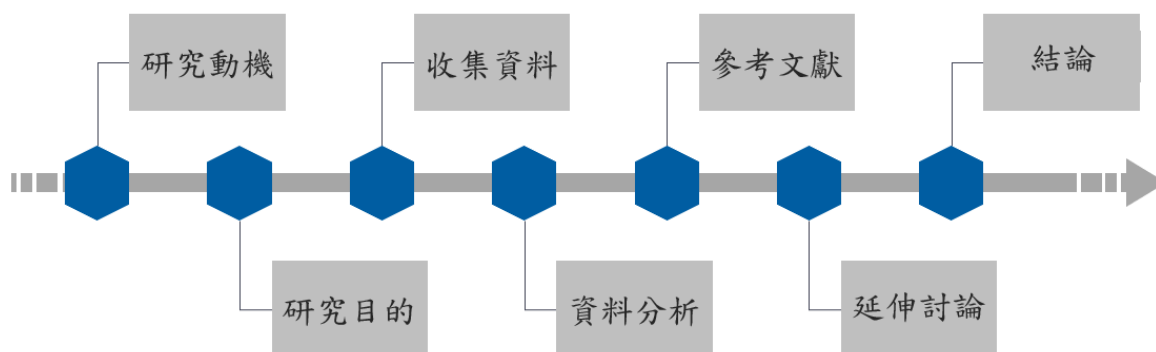 研究動機
研究目的
收集資料
資料分析
參考文獻
延伸討論
結論